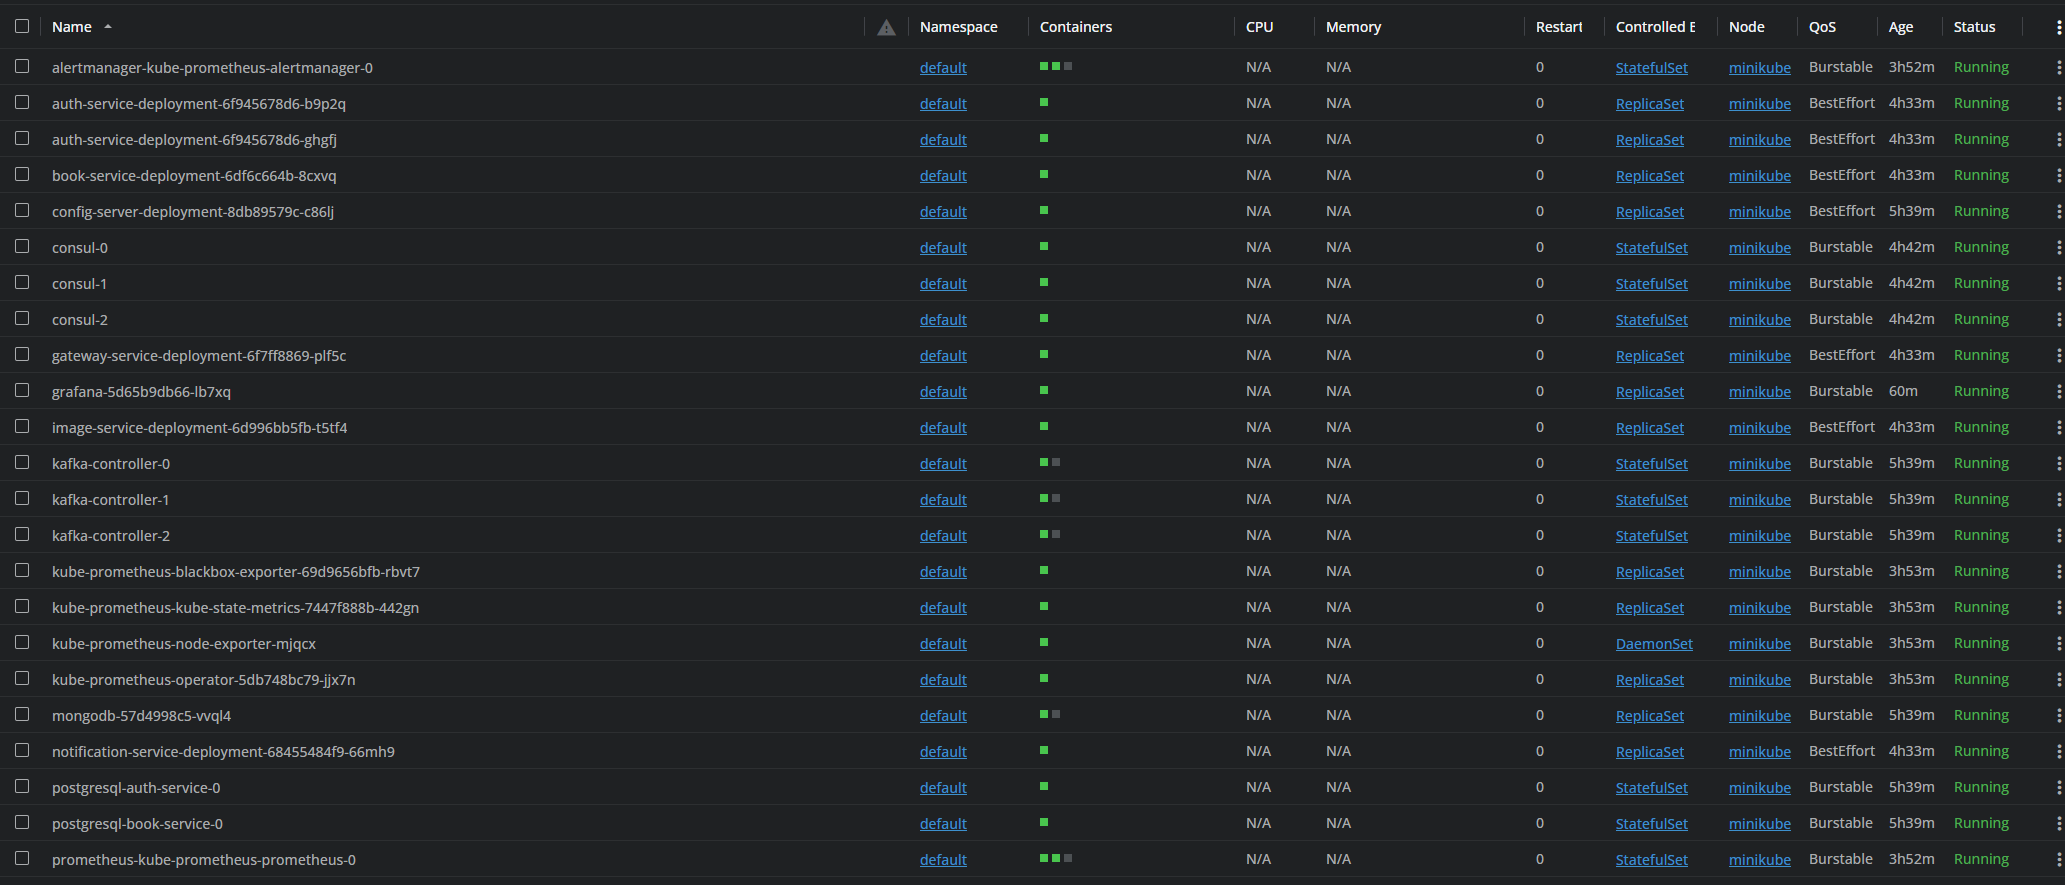 Name Namespace Containers CPU Memory Restart Controlled Node QoS Age Status
alertmanager-kube-prometheus-alertmanager-0 default N/A N/A 0 StatefulSet minikube Burstable 3h52m Running
auth-service-deployment-6f945678d6-b9p2q default N/A N/A 0 ReplicaSet minikube BestEffort 4h33m Running
auth-service-deployment-6f945678d6-ghgfj default N/A N/A 0 ReplicaSet minikube BestEffort 4h33m Running
book-service-deployment-6df6c664b-8cxvq default N/A N/A 0 ReplicaSet minikube BestEffort 4h33m Running
config-server-deployment-8db89579c-c86lj default N/A N/A 0 ReplicaSet minikube BestEffort 5h39m Running
consul-0 default N/A N/A 0 StatefulSet minikube Burstable 4h42m Running
consul-1 default N/A N/A 0 StatefulSet minikube Burstable 4h42m Running
consul-2 default N/A N/A 0 StatefulSet minikube Burstable 4h42m Running
gateway-service-deployment-6f7ff8869-plf5c default N/A N/A 0 ReplicaSet minikube BestEffort 4h33m Running
grafana-5d65b9db66-lb7xq default N/A N/A 0 ReplicaSet minikube Burstable 60m Running
image-service-deployment-6d996bb5fb-t5tf4 default N/A N/A 0 ReplicaSet minikube BestEffort 4h33m Running
kafka-controller-0 default N/A N/A 0 StatefulSet minikube Burstable 5h39m Running
kafka-controller-1 default N/A N/A 0 StatefulSet minikube Burstable 5h39m Running
kafka-controller-2 default N/A N/A 0 StatefulSet minikube Burstable 5h39m Running
kube-prometheus-blackbox-exporter-69d9656bfb-rbvt7 default N/A N/A 0 ReplicaSet minikube Burstable 3h53m Running
kube-prometheus-kube-state-metrics-7447f888b-442gn default N/A N/A 0 ReplicaSet minikube Burstable 3h53m Running
kube-prometheus-node-exporter-mjqcx default N/A N/A 0 DaemonSet minikube Burstable 3h53m Running
kube-prometheus-operator-5db748bc79-jjx7n default N/A N/A 0 ReplicaSet minikube Burstable 3h53m Running
mongodb-57d4998c5-vvql4 default N/A N/A 0 ReplicaSet minikube Burstable 5h39m Running
notification-service-deployment-68455484f9-66mh9 default N/A N/A 0 ReplicaSet minikube BestEffort 4h33m Running
postgresql-auth-service-0 default N/A N/A 0 StatefulSet minikube Burstable 5h39m Running
postgresql-book-service-0 default N/A N/A 0 StatefulSet minikube Burstable 5h39m Running
prometheus-kube-prometheus-prometheus-0 default N/A N/A 0 StatefulSet minikube Burstable 3h52m Running